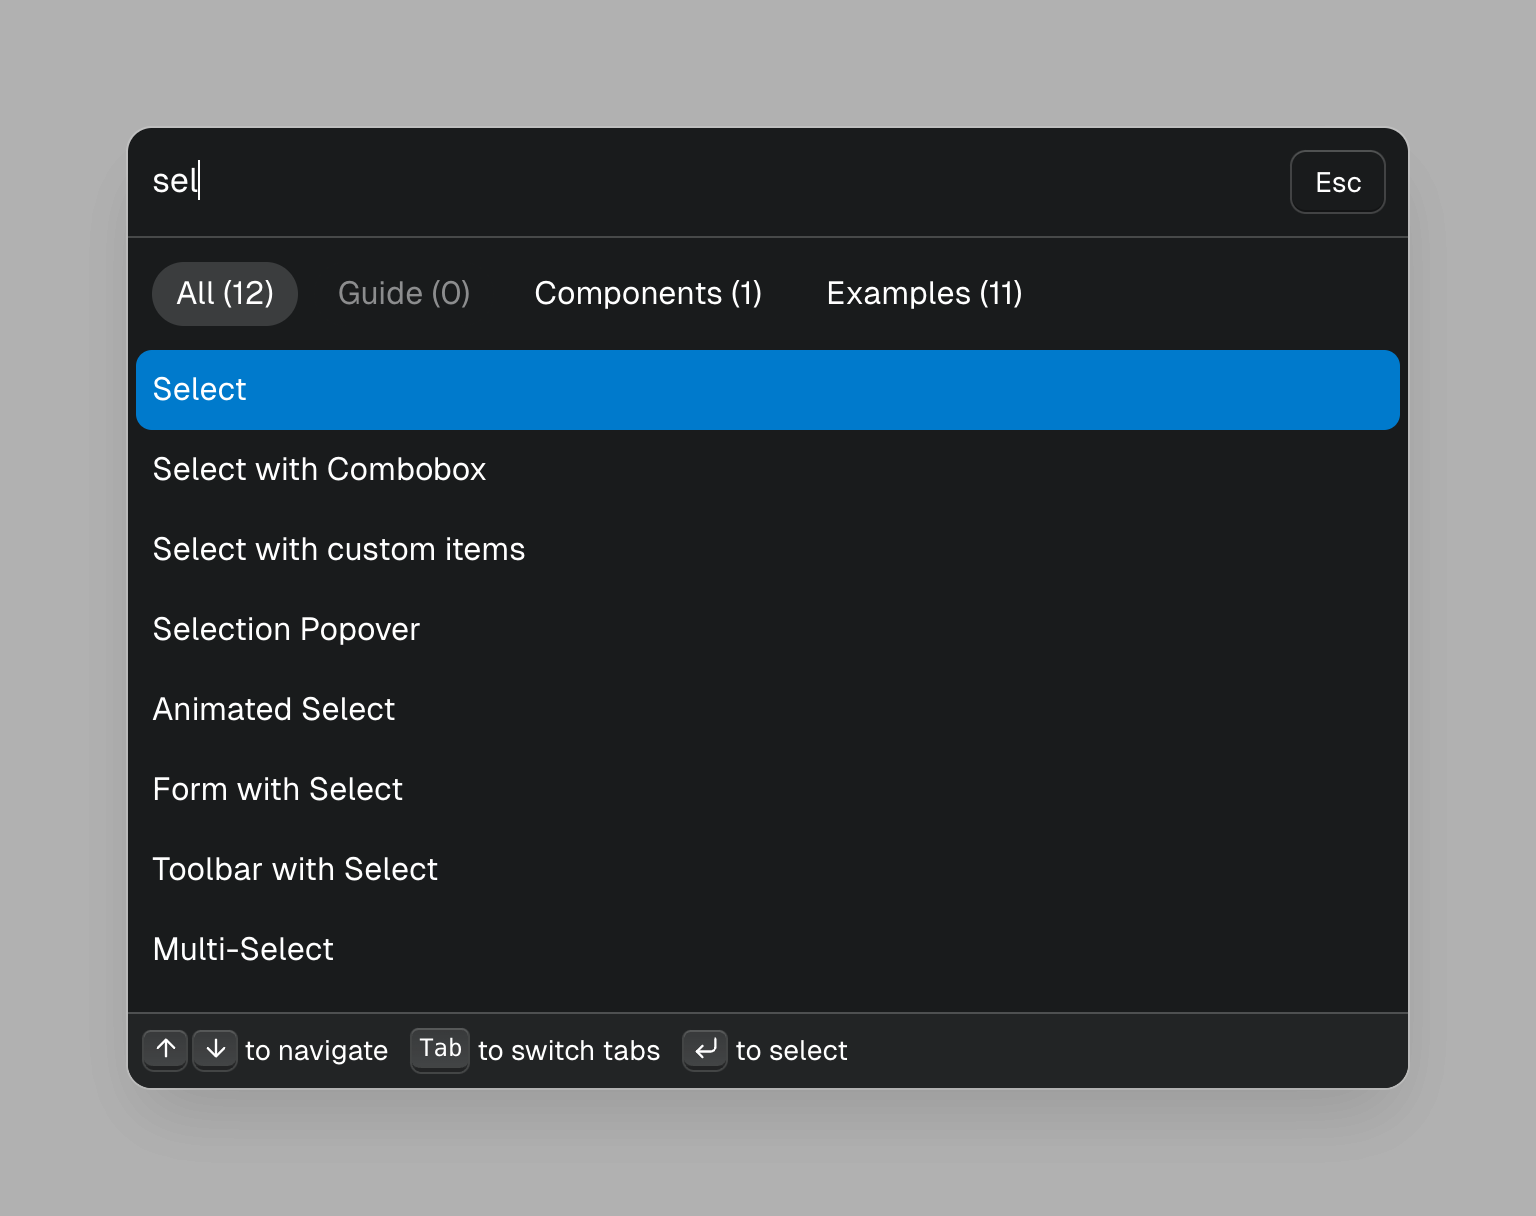 sel
Esc
All (12) Guide (0) Components (1) Examples (11)
Select
Select with Combobox
Select with custom items
Selection Popover
Animated Select
Form with Select
Toolbar with Select
Multi-Select
↑ ↓ to navigate Tab to switch tabs ↵ to select